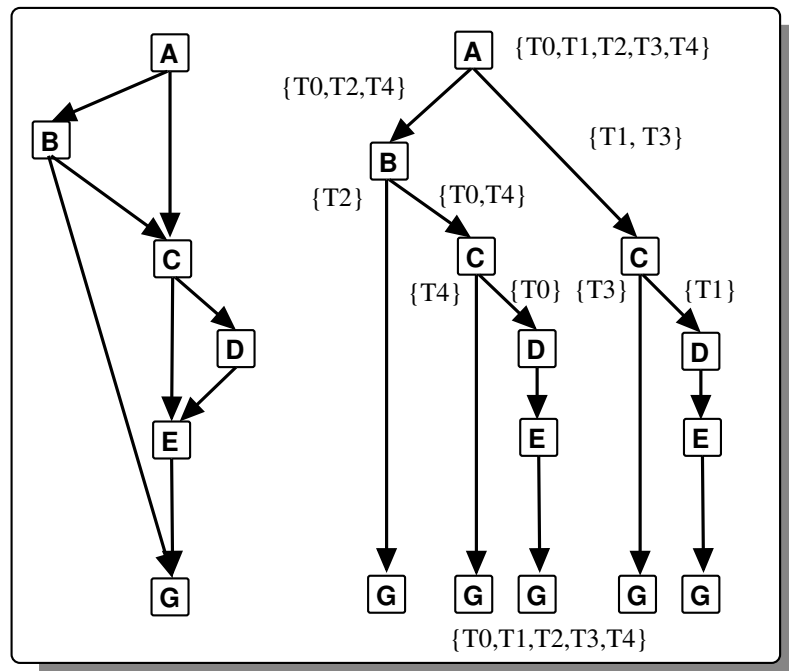 A
B
C
D
E
G
A {T0,T1,T2,T3,T4}
{T0,T2,T4}
{T1, T3}
B
{T2} {T0,T4}
C C
{T4} {T0} {T3} {T1}
D D
E E
G G G G G
{T0,T1,T2,T3,T4}